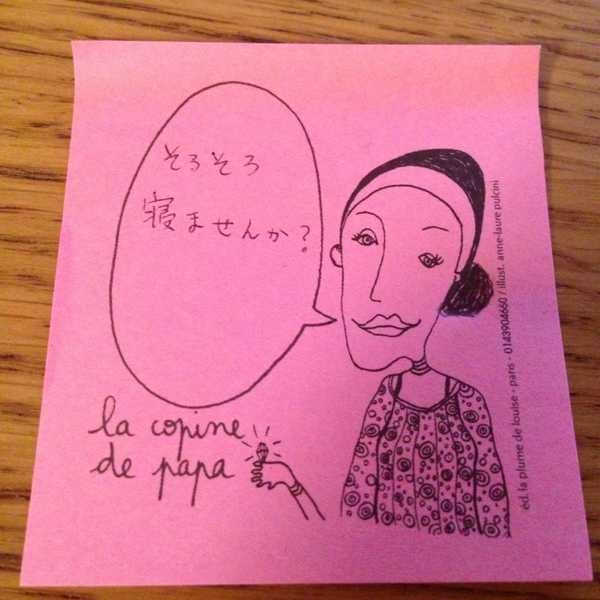 そろそろ
寝ませんか?
la copine
de papa
éd. la plume de louise - paris - 0143904660 / illust. anne-laure pulcini